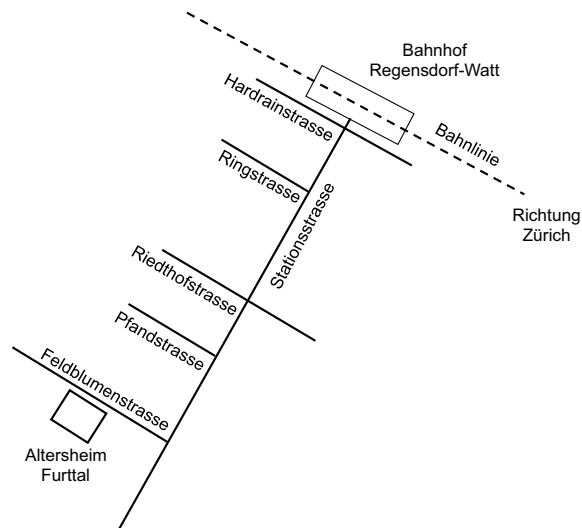 Bahnhof
Regensdorf-Watt
Hardrainstrasse
Bahnlinie
Ringstrasse
Richtung
Zürich
Stationsstrasse
Riedthofstrasse
Pfandstrasse
Feldblumenstrasse
Altersheim
Furttal